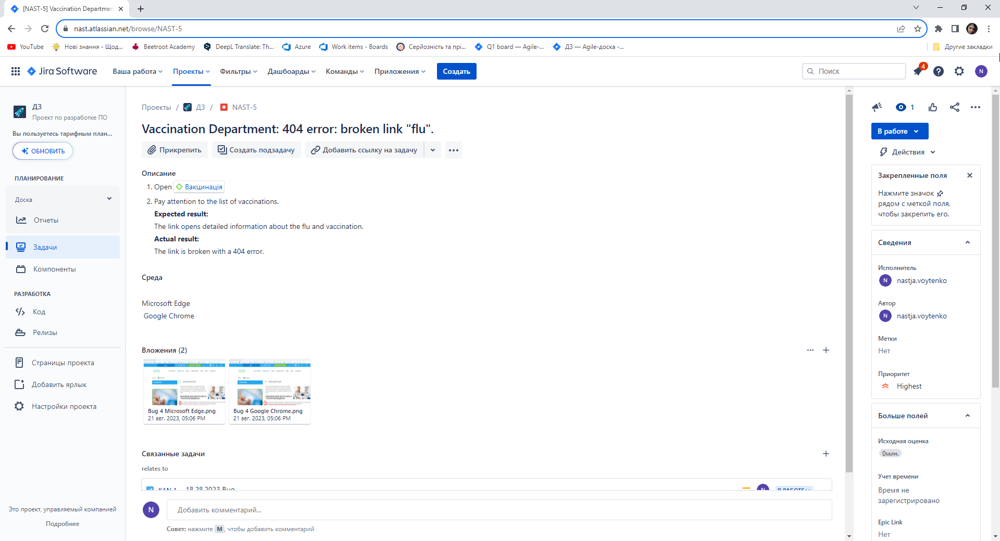 [NAST-5] Vaccination Departmen
nast.atlassian.net/browse/NAST-5
YouTube
Нові знання - Щод...
Beetroot Academy
DeepL Translate: Th...
Azure
Work items - Boards
Серйозність та прі...
Q1 board — Agile-...
ДЗ — Agile-доска -...
Другие закладки
Jira Software
Ваша работа
Проекты
Фильтры
Дашбоарды
Команды
Приложения
Создать
Поиск
4
N
ДЗ
Проект по разработке ПО
Вы пользуетесь тарифным план...
ОБНОВИТЬ
ПЛАНИРОВАНИЕ
Доска
Отчеты
Задачи
Компоненты
РАЗРАБОТКА
Код
Релизы
Страницы проекта
Добавить ярлык
Настройки проекта
Это проект, управляемый компанией
Подробнее
Проекты / ДЗ / NAST-5
Vaccination Department: 404 error: broken link "flu".
Прикрепить
Создать подзадачу
Добавить ссылку на задачу
Описание
1. Open Вакцинація
2. Pay attention to the list of vaccinations.
Expected result:
The link opens detailed information about the flu and vaccination.
Actual result:
The link is broken with a 404 error.
Среда
Microsoft Edge
Google Chrome
Вложения (2)
Bug 4 Microsoft Edge.png
21 авг. 2023, 05:06 PM
Bug 4 Google Chrome.png
21 авг. 2023, 05:06 PM
Связанные задачи
relates to
KAN-1 18.28.2023 Bug
N
В РАБОТЕ
N
Добавить комментарий...
Совет: нажмите M, чтобы добавить комментарий
1
В работе
Действия
Закрепленные поля
Нажмите значок
рядом с меткой поля,
чтобы закрепить его.
Сведения
Исполнитель
N nastja.voytenko
Автор
N nastja.voytenko
Метки
Нет
Приоритет
Highest
Больше полей
Исходная оценка
0мин.
Учет времени
Время не
зарегистрировано
Epic Link
Нет